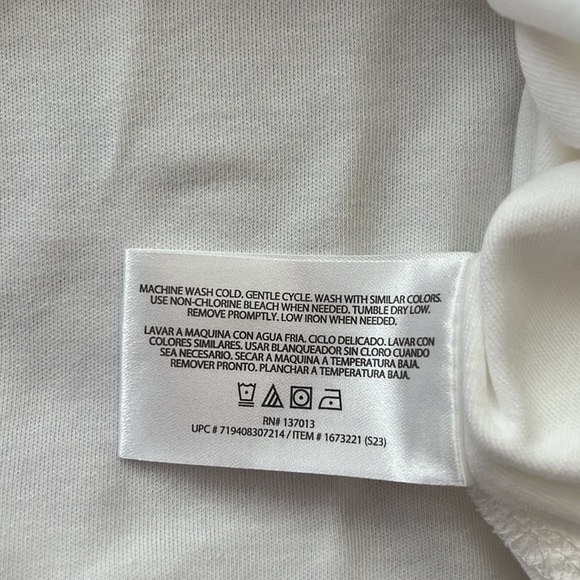 MACHINE WASH COLD. GENTLE CYCLE. WASH WITH SIMILAR COLORS.
USE NON-CHLORINE BLEACH WHEN NEEDED. TUMBLE DRY LOW.
REMOVE PROMPTLY. LOW IRON WHEN NEEDED.
LAVAR A MAQUINA CON AGUA FRIA. CICLO DELICADO. LAVAR CON
COLORES SIMILARES. USAR BLANQUEADOR SIN CLORO CUANDO
SEA NECESARIO. SECAR A MAQUINA A TEMPERATURA BAJA.
REMOVER PRONTO. PLANCHAR A TEMPERATURA BAJA.
RN# 137013
UPC # 719408307214 / ITEM # 1673221 (S23)